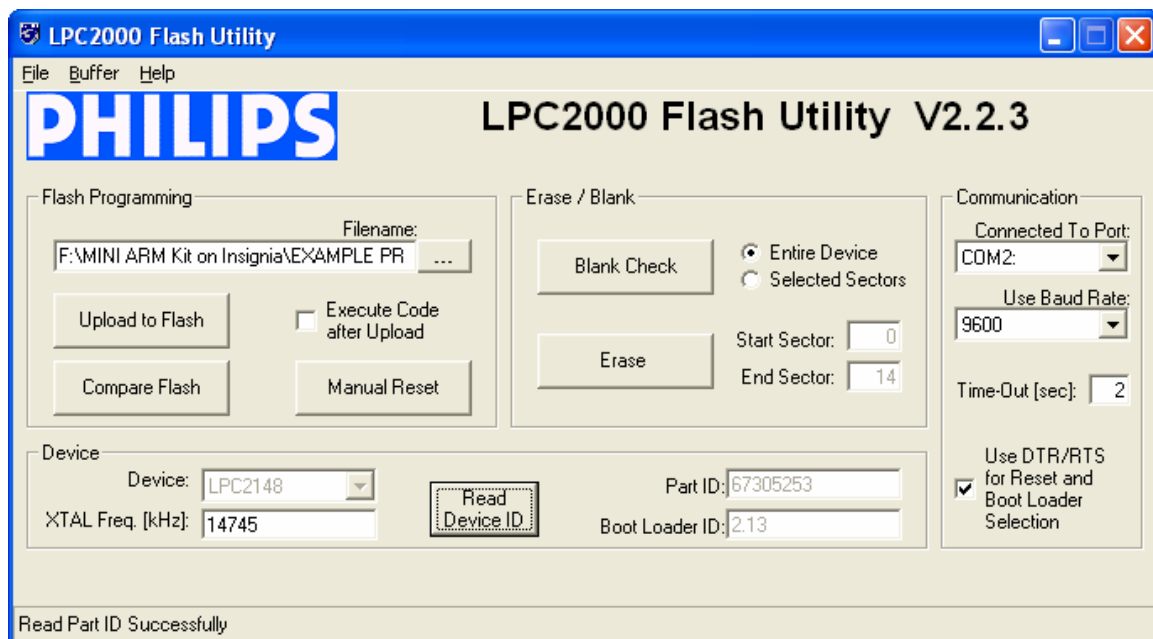 LPC2000 Flash Utility
File Buffer Help
PHILIPS
LPC2000 Flash Utility V2.2.3
Flash Programming
Filename:
F:\MINI ARM Kit on Insignia\EXAMPLE PR
...
Upload to Flash
Execute Code
after Upload
Compare Flash
Manual Reset
Erase / Blank
Blank Check
Entire Device
Selected Sectors
Erase
Start Sector: 0
End Sector: 14
Communication
Connected To Port:
COM2:
Use Baud Rate:
9600
Time-Out [sec]: 2
Use DTR/RTS
for Reset and
Boot Loader
Selection
Device
Device: LPC2148
XTAL Freq. [kHz]: 14745
Read
Device ID
Part ID: 67305253
Boot Loader ID: 2.13
Read Part ID Successfully